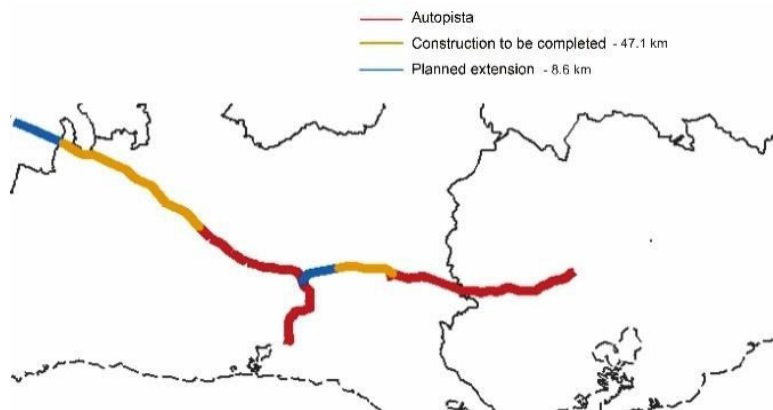 Autopista
Construction to be completed - 47.1 km
Planned extension - 8.6 km